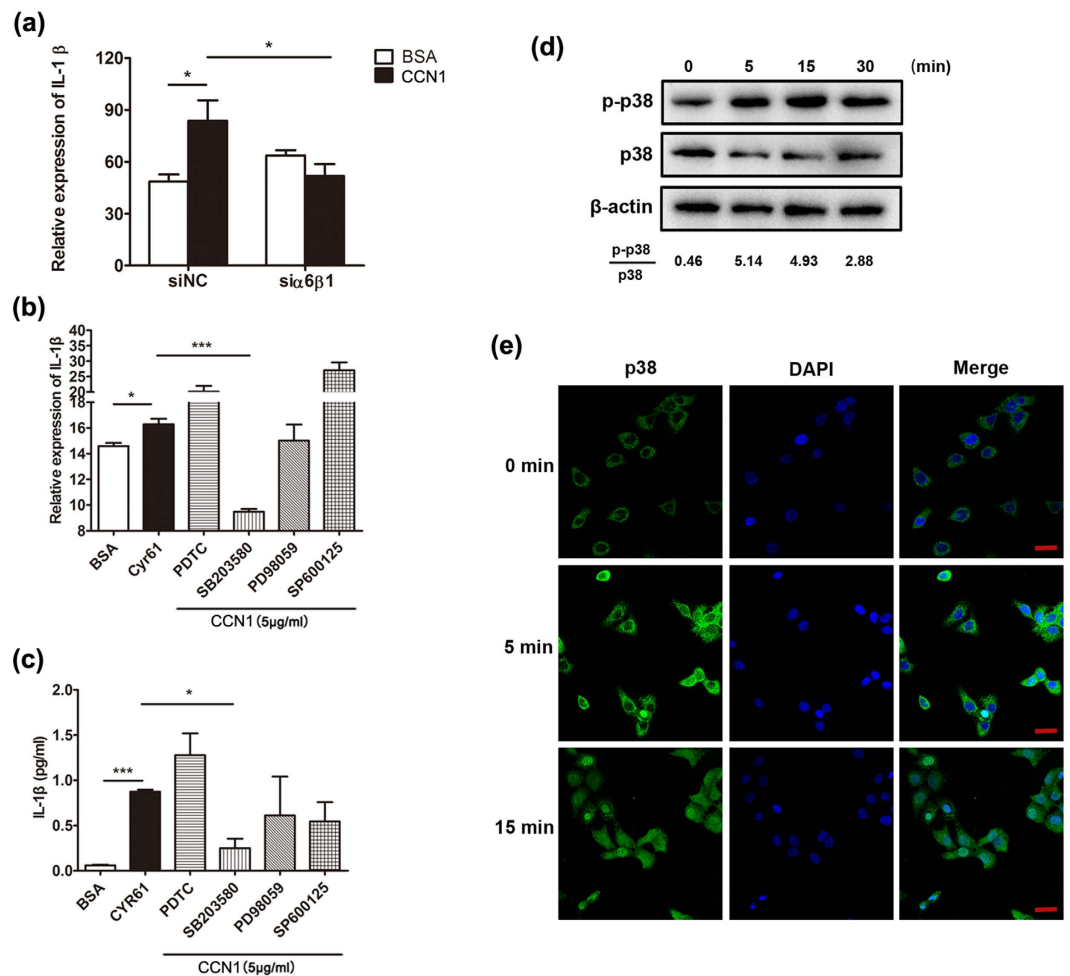 (a)
Relative expression of IL-1 β
120
90
60
30
0
*
*
BSA
CCN1
siNC
siα6β1
(b)
Relative expression of IL-1β
40
35
30
25
20
20
18
16
14
12
10
8
*
***
BSA
Cyr61
PDTC
SB203580
PD98059
SP600125
CCN1 (5μg/ml)
(c)
IL-1β (pg/ml)
2.0
1.5
1.0
0.5
0.0
***
*
BSA
CYR61
PDTC
SB203580
PD98059
SP600125
CCN1 (5μg/ml)
(d)
0 5 15 30 (min)
p-p38
p38
β-actin
p-p38
p38
0.46 5.14 4.93 2.88
(e)
p38 DAPI Merge
0 min
5 min
15 min